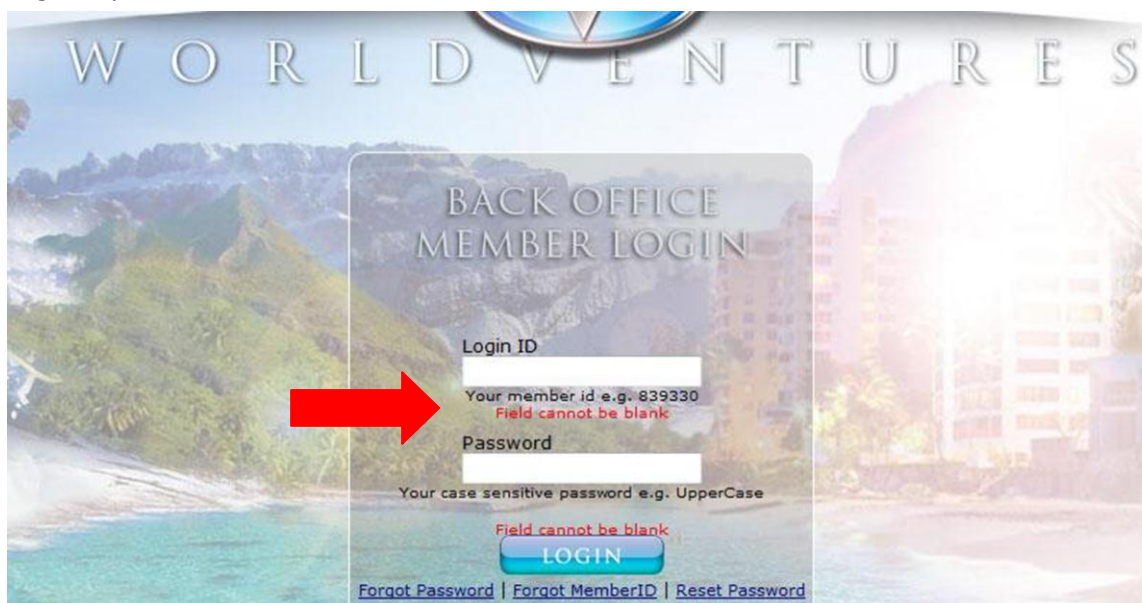 WORLDVENTURES
BACK OFFICE
MEMBER LOGIN
Login ID
Your member id e.g. 839330
Field cannot be blank
Password
Your case sensitive password e.g. UpperCase
Field cannot be blank
LOGIN
Forgot Password | Forgot MemberID | Reset Password